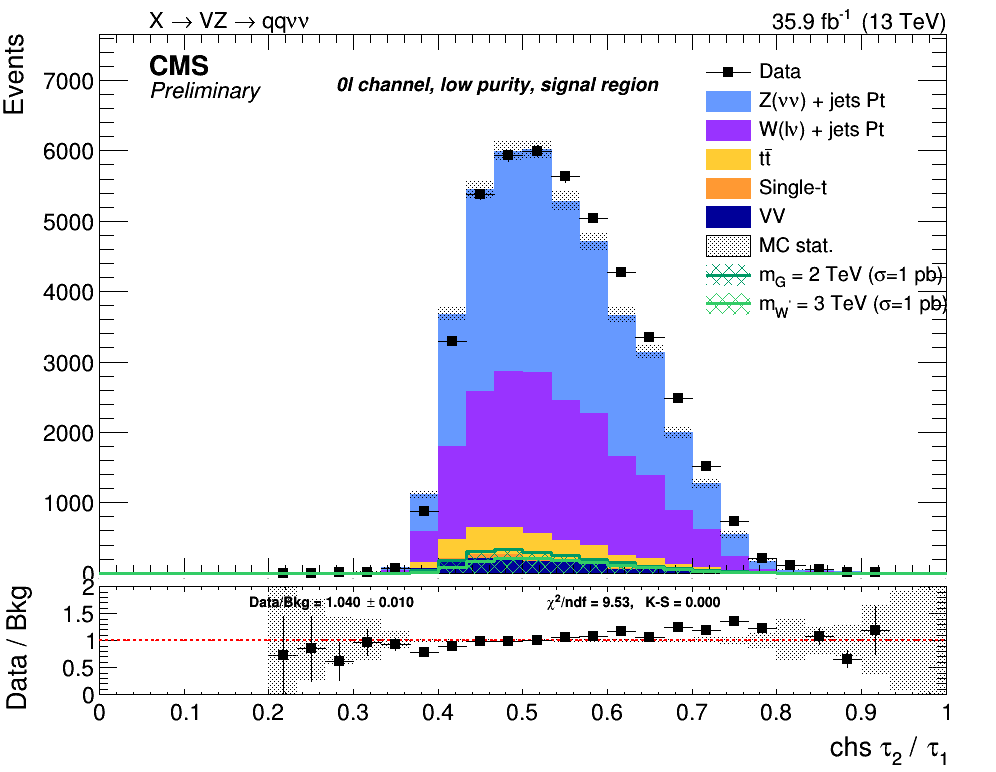 X → VZ → qqνν
35.9 fb⁻¹ (13 TeV)
Events
CMS
Preliminary
0l channel, low purity, signal region
Data
Z(νν) + jets Pt
W(lν) + jets Pt
tt̄
Single-t
VV
MC stat.
m_G = 2 TeV (σ=1 pb)
m_W' = 3 TeV (σ=1 pb)
7000
6000
5000
4000
3000
2000
1000
0
Data / Bkg
Data/Bkg = 1.040 ± 0.010
χ²/ndf = 9.53, K-S = 0.000
2
1.5
1
0.5
0
0 0.1 0.2 0.3 0.4 0.5 0.6 0.7 0.8 0.9 1
chs τ₂ / τ₁